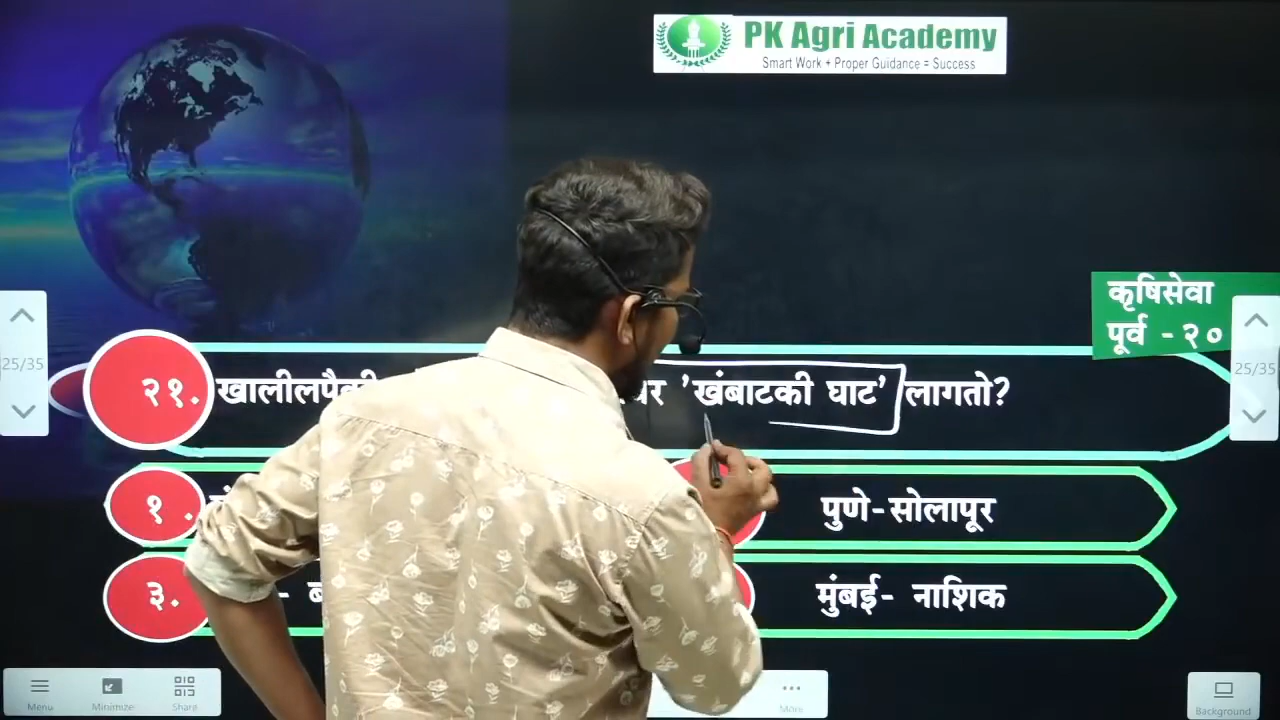 PK Agri Academy
Smart Work + Proper Guidance = Success
कृषिसेवा
पूर्व -२०
25/35
25/35
२१. खालीलपैकी 'खंबाटकी घाट' लागतो?
१.
पुणे-सोलापूर
३. -
मुंबई- नाशिक
Menu
Minimize
Share
More
Background